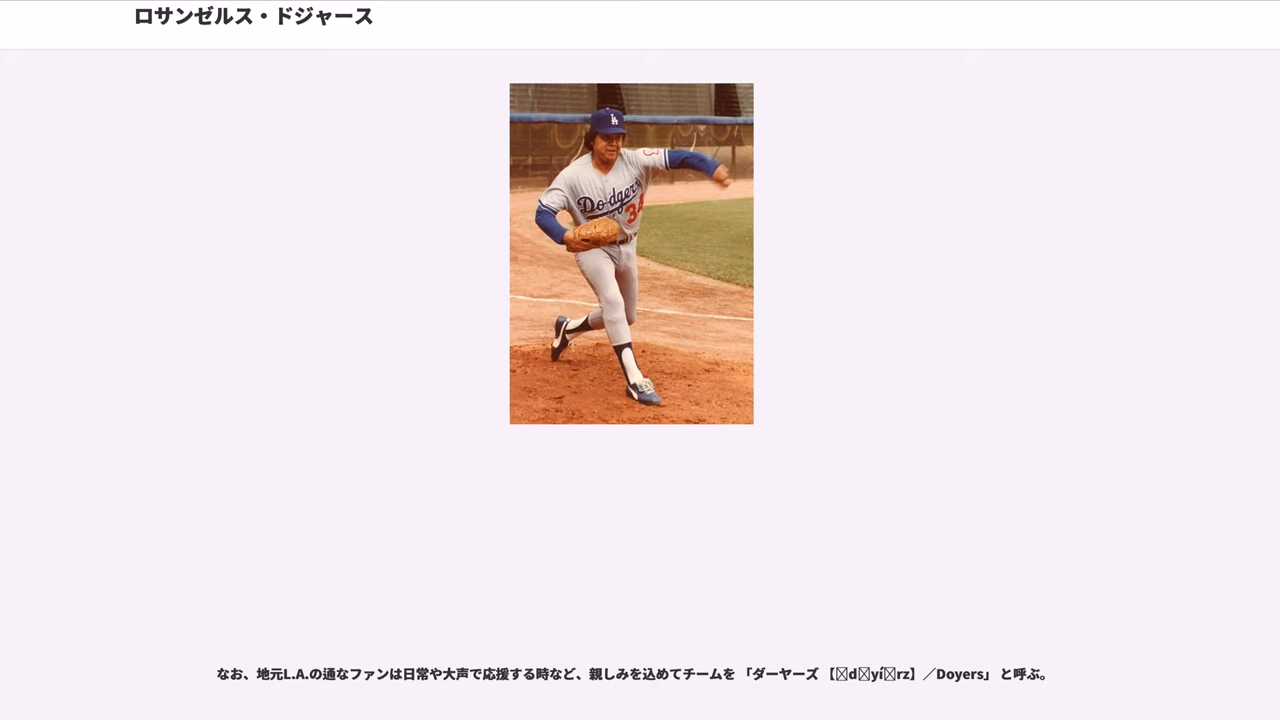 ロサンゼルス・ドジャース
LA
Dodgers
34
なお、地元L.A.の通なファンは日常や大声で応援する時など、親しみを込めてチームを 「ダーヤーズ 【d yí rz】／Doyers」 と呼ぶ。